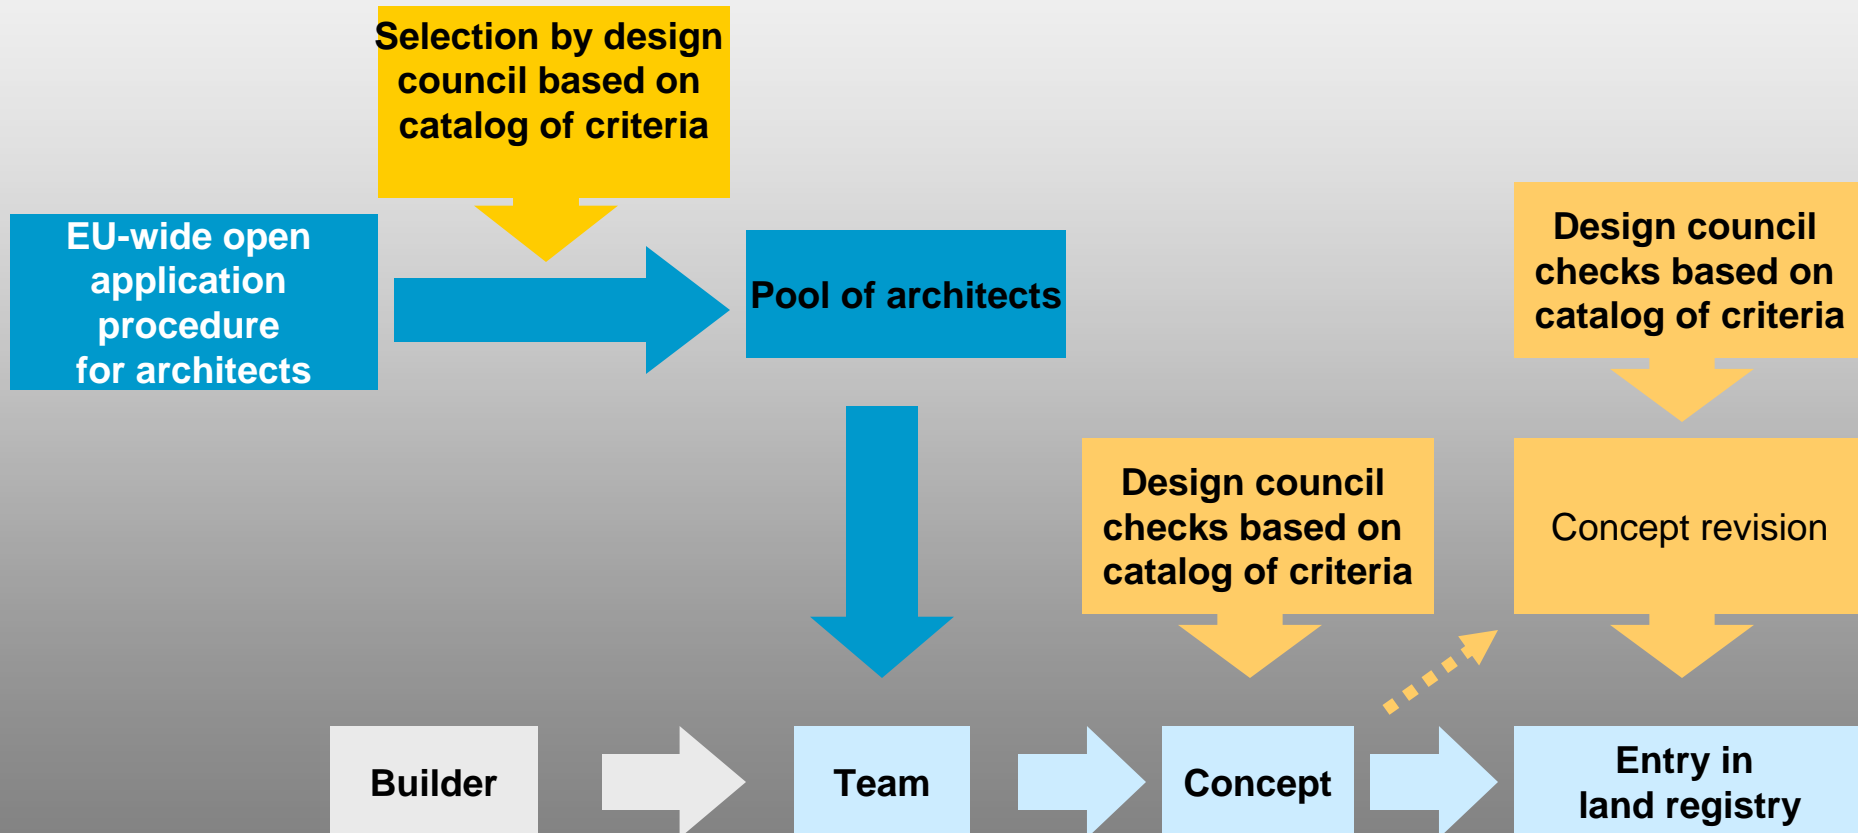 Selection by design
council based on
catalog of criteria
EU-wide open
application
procedure
for architects
Pool of architects
Design council
checks based on
catalog of criteria
Design council
checks based on
catalog of criteria
Concept revision
Builder
Team
Concept
Entry in
land registry